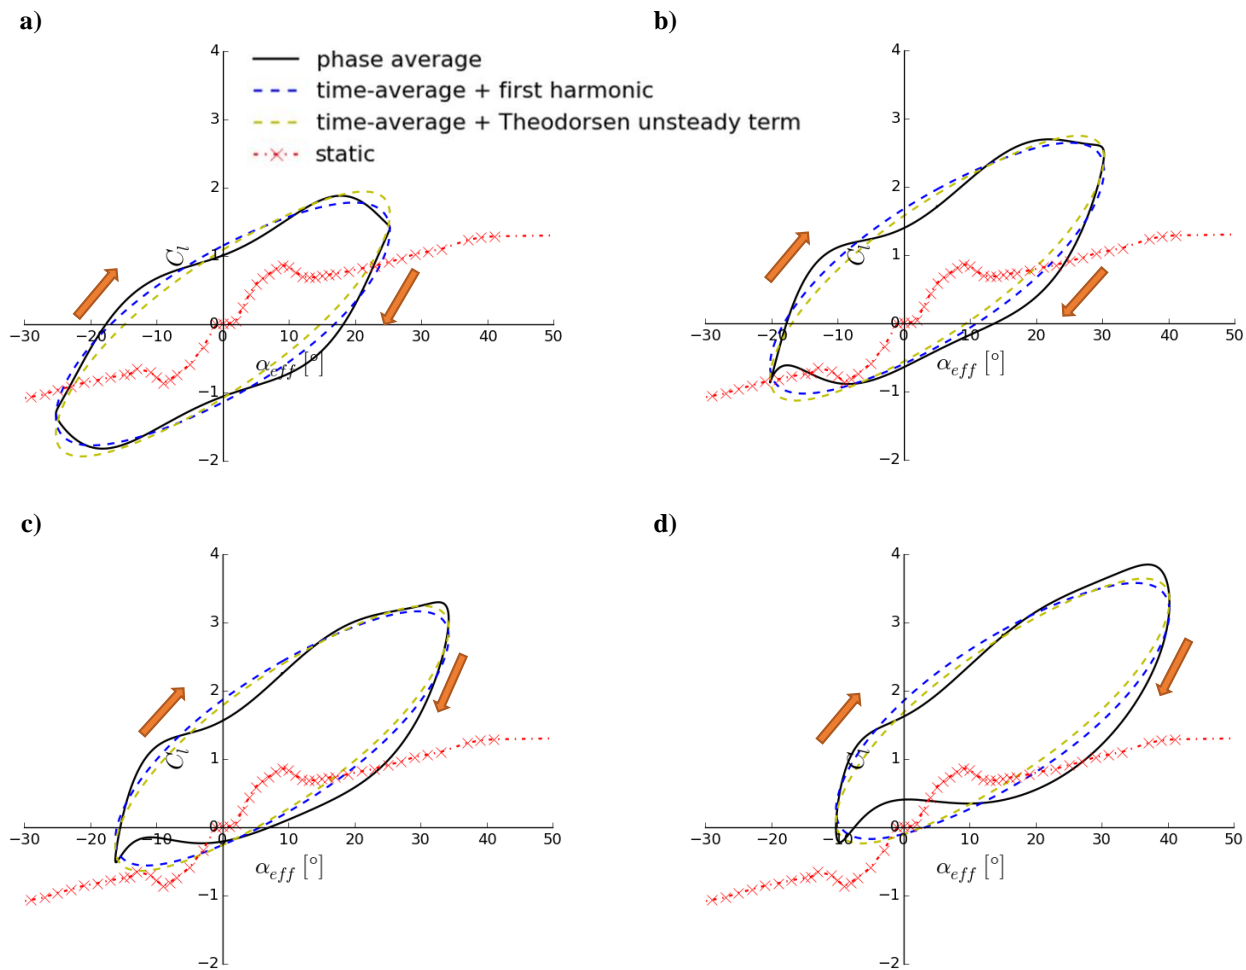 a)
4
phase average
time-average + first harmonic
3
time-average + Theodorsen unsteady term
static
2
C_l
1
0
−30 −20 −10 0 10 20 30 40 50
α_eff [°]
−1
−2
b)
4
3
2
1
C_l
0
−30 −20 −10 0 10 20 30 40 50
α_eff [°]
−1
−2
c)
4
3
2
1
C_l
0
−30 −20 −10 0 10 20 30 40 50
α_eff [°]
−1
−2
d)
4
3
2
1
C_l
0
−30 −20 −10 0 10 20 30 40 50
α_eff [°]
−1
−2